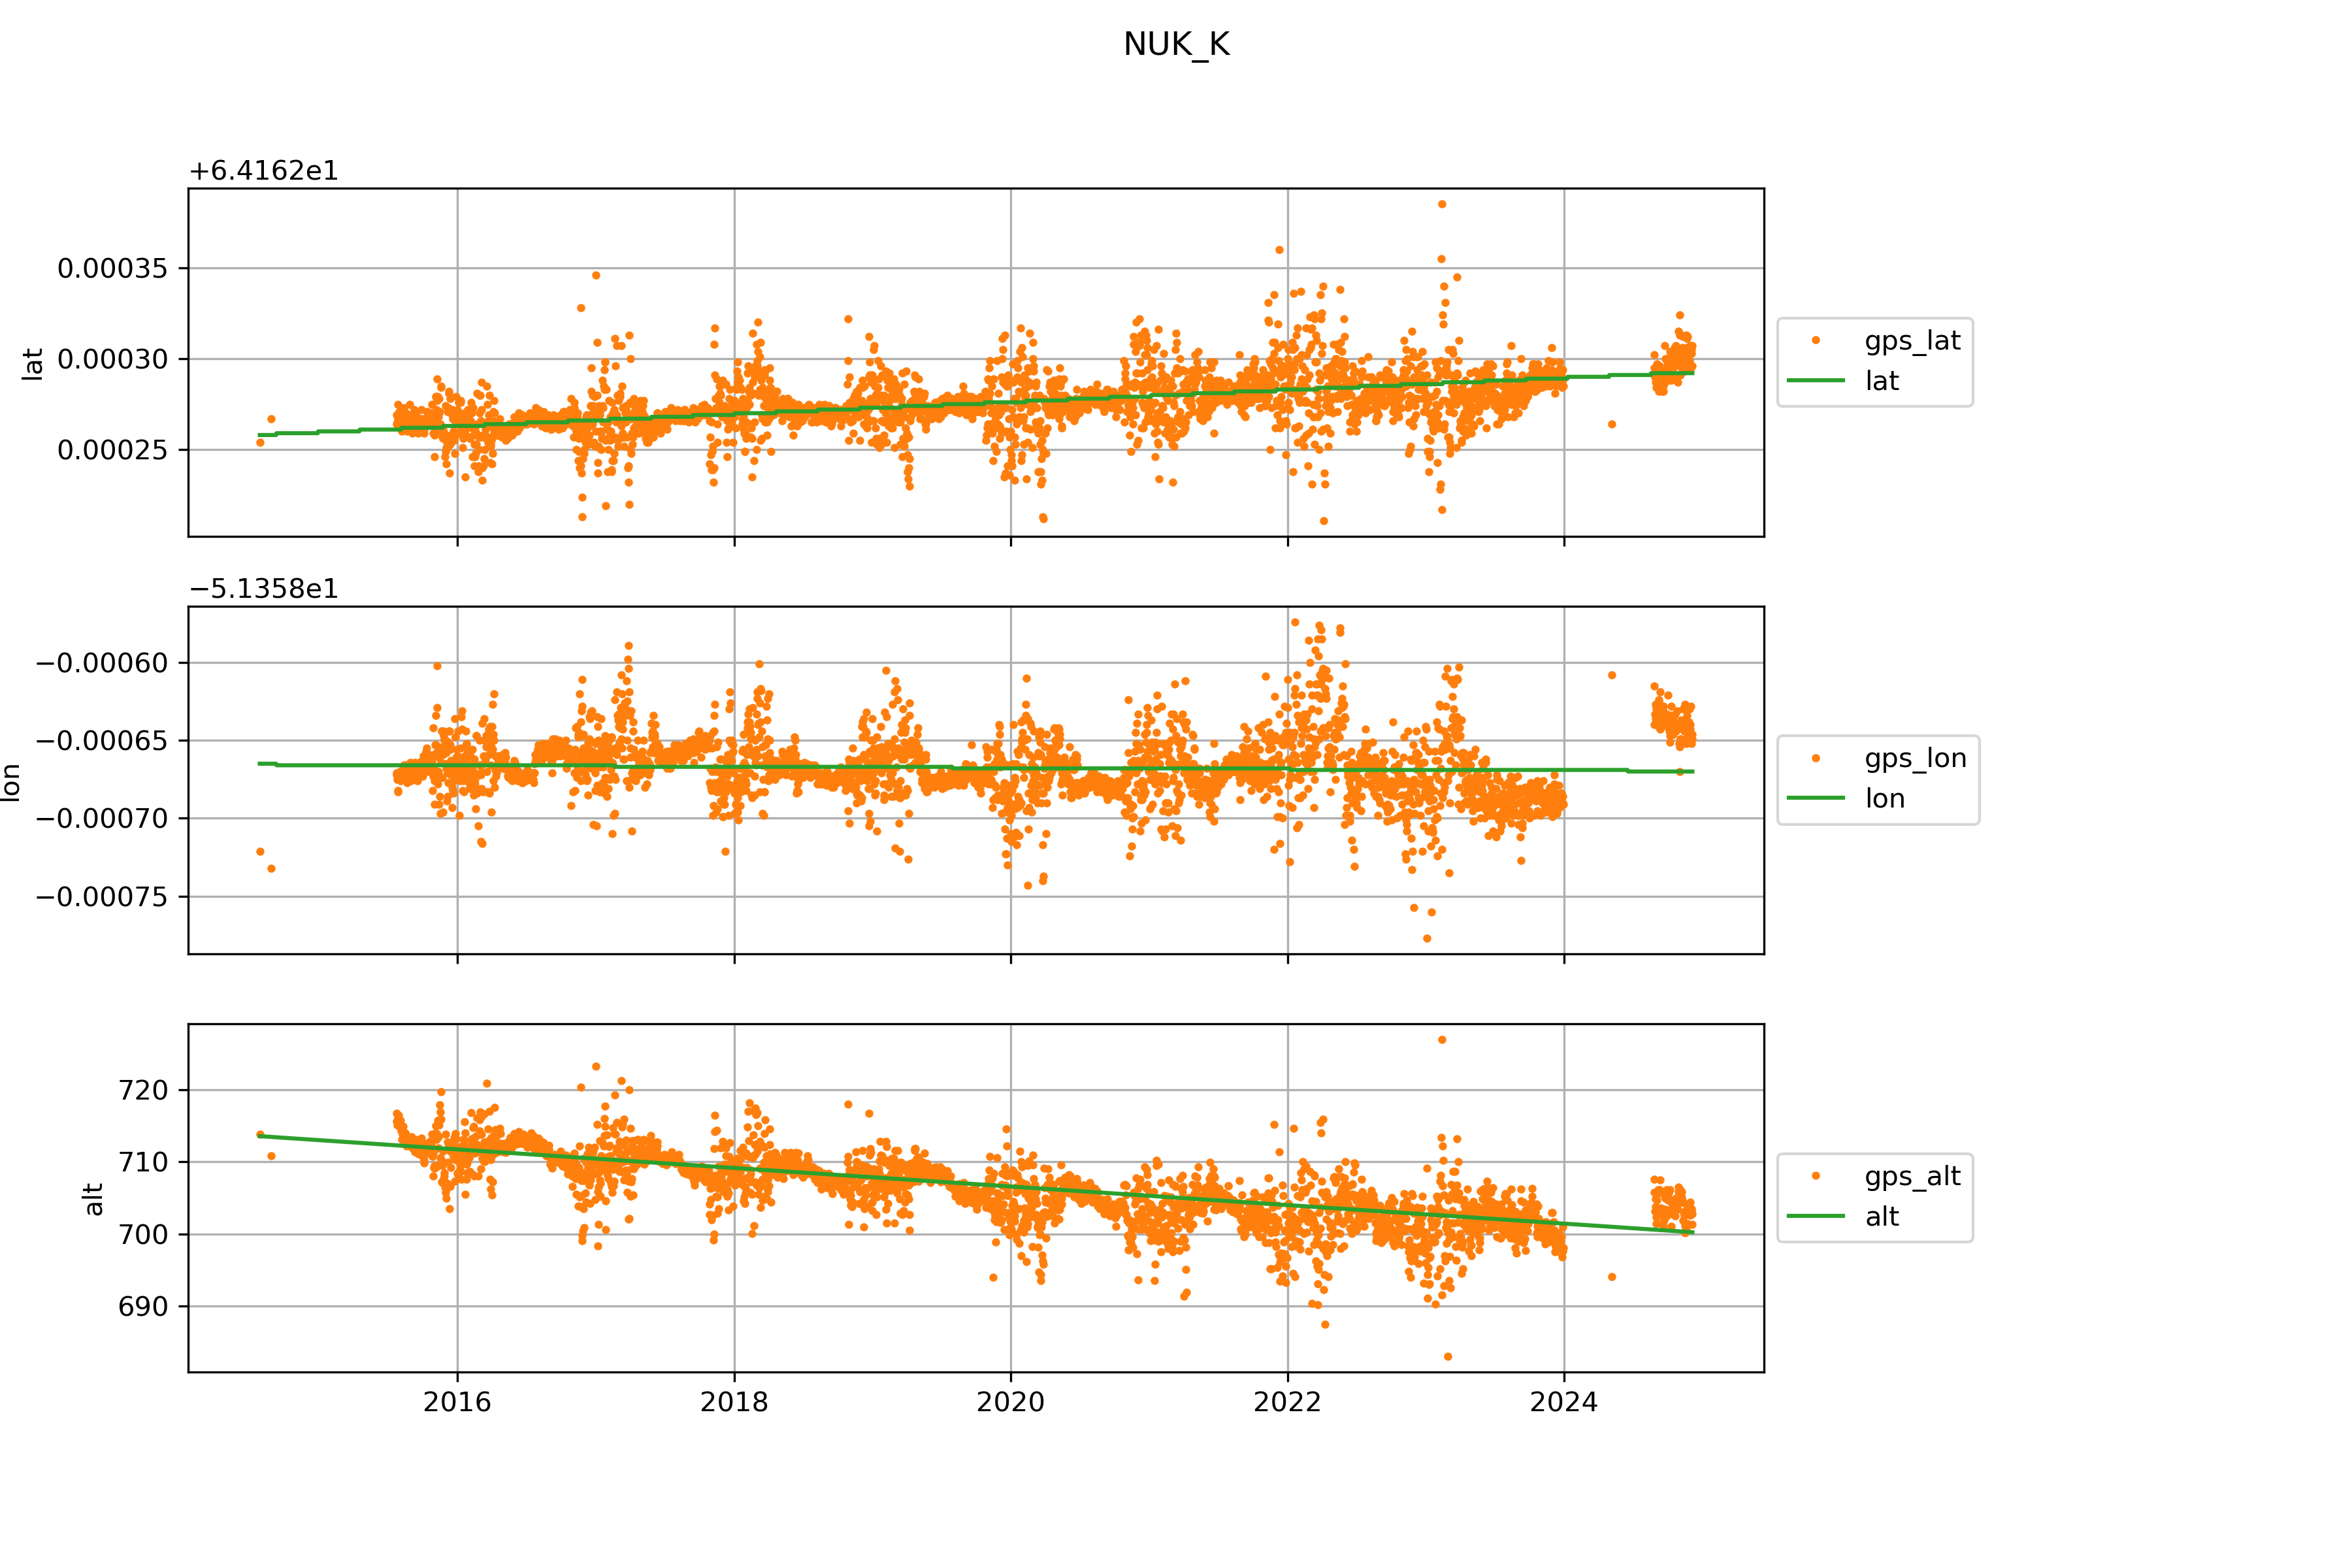 NUK_K
+6.4162e1
0.00035
0.00030
0.00025
lat
gps_lat
lat
−5.1358e1
−0.00060
−0.00065
−0.00070
−0.00075
lon
gps_lon
lon
720
710
700
690
alt
gps_alt
alt
2016 2018 2020 2022 2024